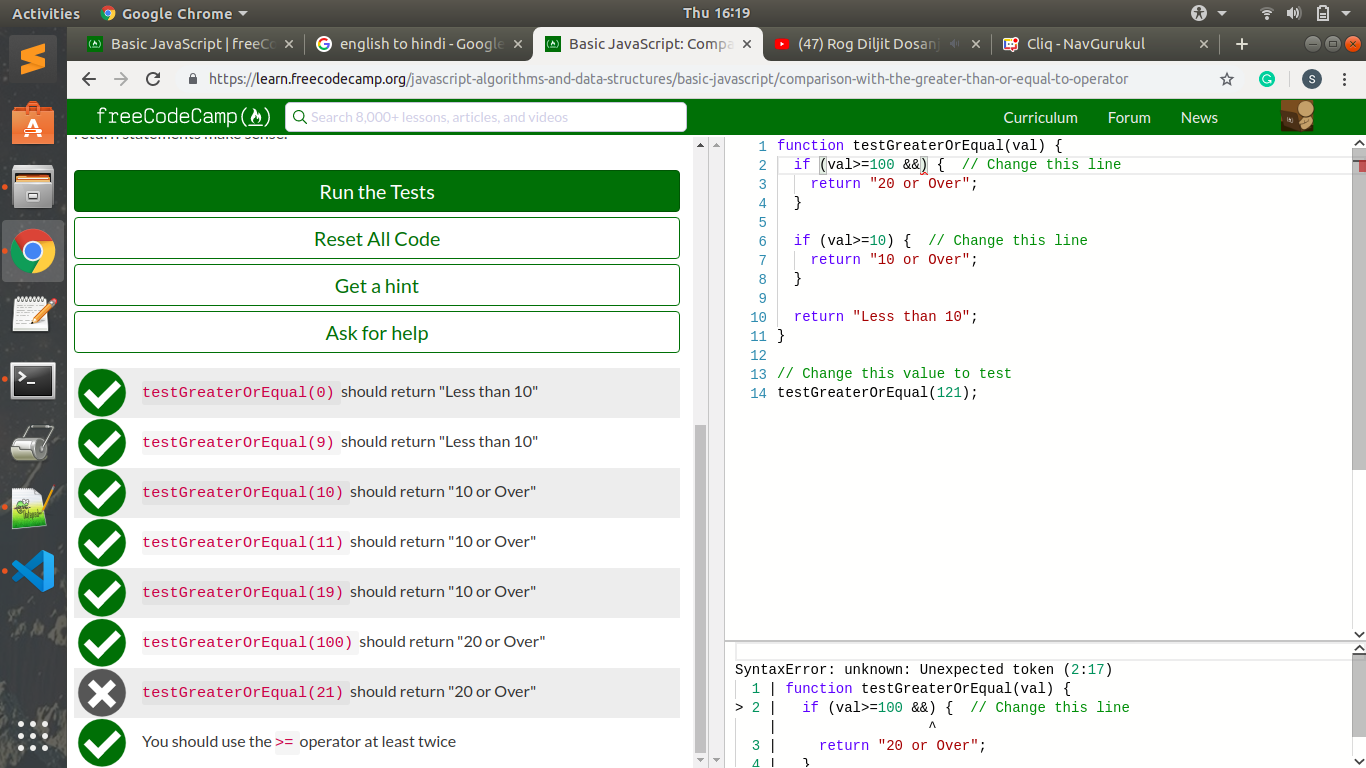 Activities
Google Chrome
Thu 16:19
Basic JavaScript | freeCo
english to hindi - Google
Basic JavaScript: Compa
(47) Rog Diljit Dosanj
Cliq - NavGurukul
https://learn.freecodecamp.org/javascript-algorithms-and-data-structures/basic-javascript/comparison-with-the-greater-than-or-equal-to-operator
S
freeCodeCamp
Search 8,000+ lessons, articles, and videos
Curriculum
Forum
News
return statements make sense.
Run the Tests
Reset All Code
Get a hint
Ask for help
testGreaterOrEqual(0) should return "Less than 10"
testGreaterOrEqual(9) should return "Less than 10"
testGreaterOrEqual(10) should return "10 or Over"
testGreaterOrEqual(11) should return "10 or Over"
testGreaterOrEqual(19) should return "10 or Over"
testGreaterOrEqual(100) should return "20 or Over"
testGreaterOrEqual(21) should return "20 or Over"
You should use the >= operator at least twice
1 function testGreaterOrEqual(val) {
2 if (val>=100 &&) { // Change this line
3 return "20 or Over";
4 }
5
6 if (val>=10) { // Change this line
7 return "10 or Over";
8 }
9
10 return "Less than 10";
11 }
12
13 // Change this value to test
14 testGreaterOrEqual(121);
SyntaxError: unknown: Unexpected token (2:17)
1 | function testGreaterOrEqual(val) {
> 2 | if (val>=100 &&) { // Change this line
| ^
3 | return "20 or Over";
4 | }